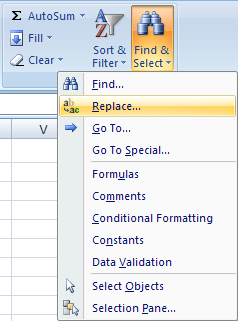 Σ AutoSum
Fill
Clear
Sort &
Filter
Find &
Select
Find...
Replace...
Go To...
Go To Special...
Formulas
Comments
Conditional Formatting
Constants
Data Validation
Select Objects
Selection Pane...
V